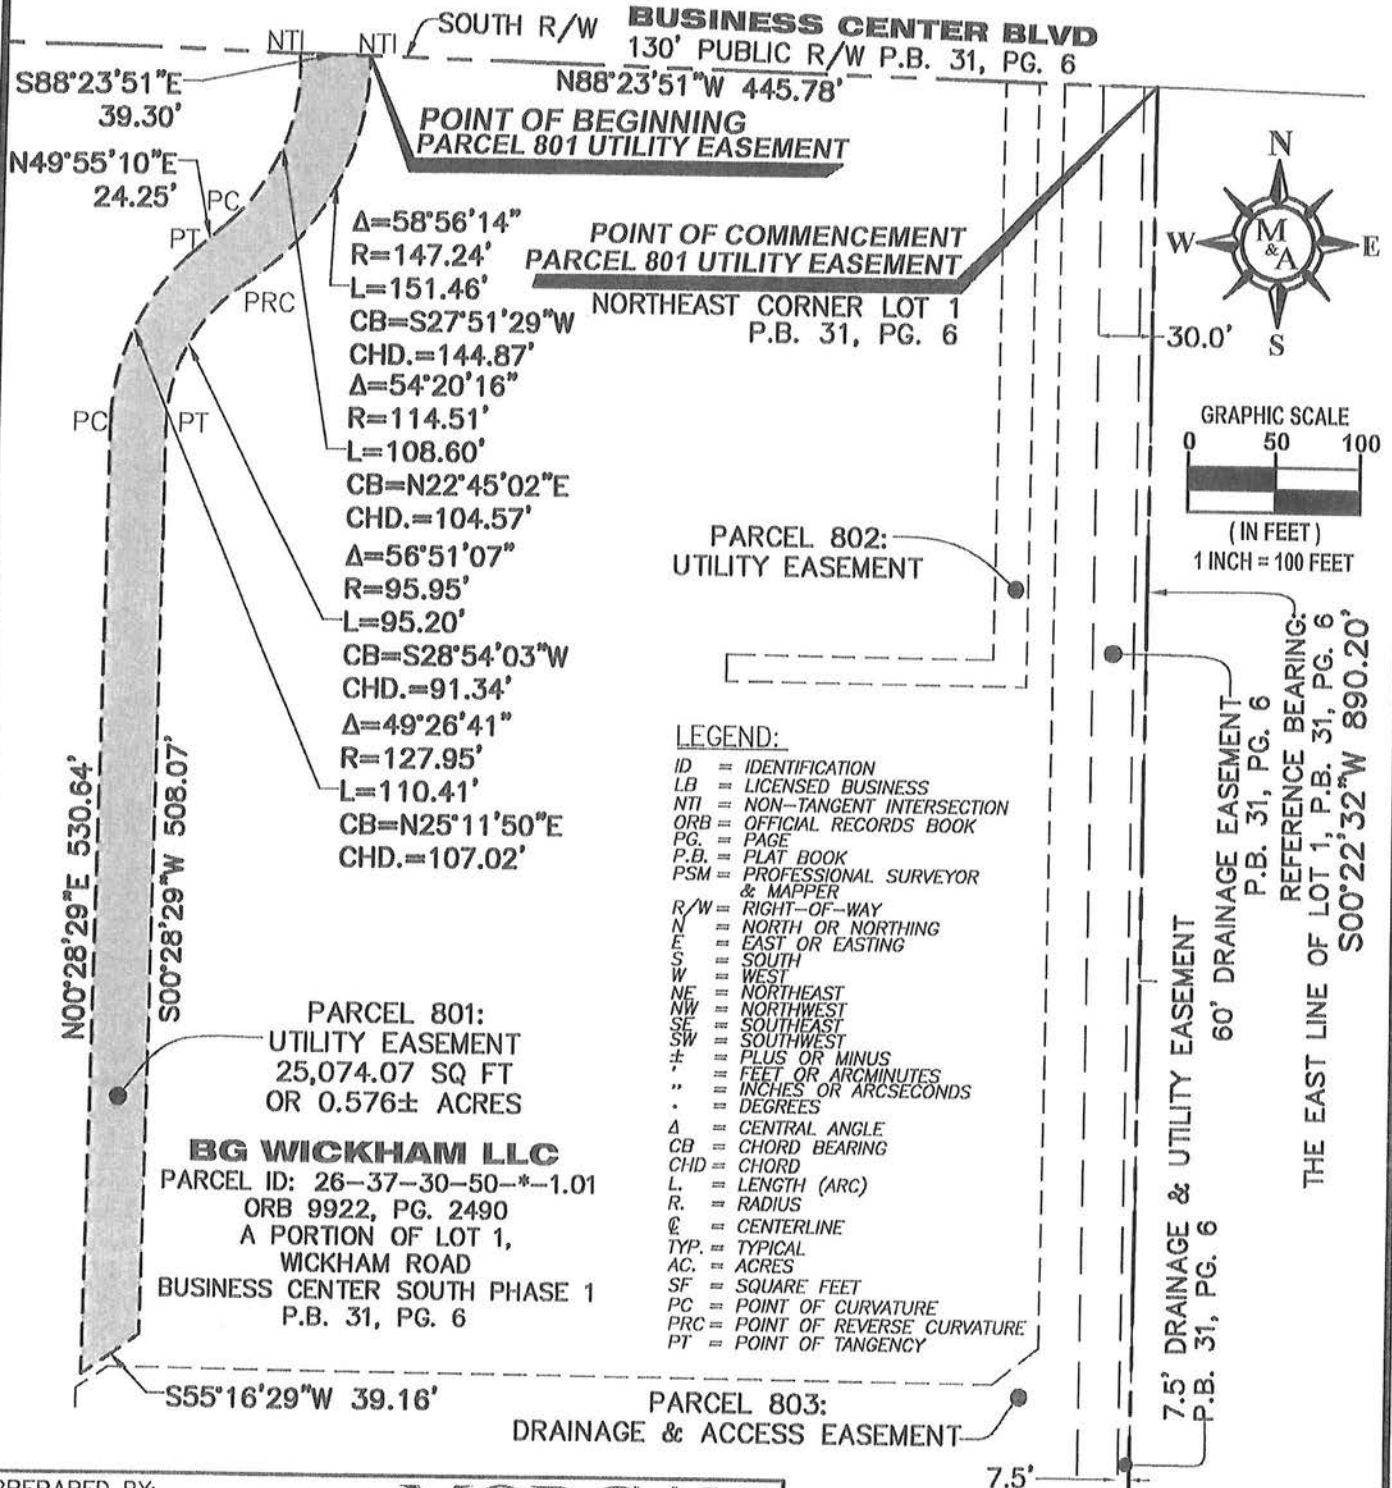 SOUTH R/W
BUSINESS CENTER BLVD
130' PUBLIC R/W P.B. 31, PG. 6
N88°23'51"W 445.78'
NTI
NTI
S88°23'51"E
39.30'
POINT OF BEGINNING
PARCEL 801 UTILITY EASEMENT
N49°55'10"E
24.25'
PC
PT
PRC
PC
PT
Δ=58°56'14"
R=147.24'
L=151.46'
CB=S27°51'29"W
CHD.=144.87'
Δ=54°20'16"
R=114.51'
L=108.60'
CB=N22°45'02"E
CHD.=104.57'
Δ=56°51'07"
R=95.95'
L=95.20'
CB=S28°54'03"W
CHD.=91.34'
Δ=49°26'41"
R=127.95'
L=110.41'
CB=N25°11'50"E
CHD.=107.02'
POINT OF COMMENCEMENT
PARCEL 801 UTILITY EASEMENT
NORTHEAST CORNER LOT 1
P.B. 31, PG. 6
N
W
M
&
A
E
S
30.0'
GRAPHIC SCALE
0 50 100
( IN FEET )
1 INCH = 100 FEET
PARCEL 802:
UTILITY EASEMENT
LEGEND:
ID = IDENTIFICATION
LB = LICENSED BUSINESS
NTI = NON-TANGENT INTERSECTION
ORB = OFFICIAL RECORDS BOOK
PG. = PAGE
P.B. = PLAT BOOK
PSM = PROFESSIONAL SURVEYOR
& MAPPER
R/W = RIGHT-OF-WAY
N = NORTH OR NORTHING
E = EAST OR EASTING
S = SOUTH
W = WEST
NE = NORTHEAST
NW = NORTHWEST
SE = SOUTHEAST
SW = SOUTHWEST
± = PLUS OR MINUS
' = FEET OR ARCMINUTES
" = INCHES OR ARCSECONDS
° = DEGREES
Δ = CENTRAL ANGLE
CB = CHORD BEARING
CHD = CHORD
L. = LENGTH (ARC)
R. = RADIUS
℄ = CENTERLINE
TYP. = TYPICAL
AC. = ACRES
SF = SQUARE FEET
PC = POINT OF CURVATURE
PRC = POINT OF REVERSE CURVATURE
PT = POINT OF TANGENCY
N00°28'29"E 530.64'
S00°28'29"W 508.07'
PARCEL 801:
UTILITY EASEMENT
25,074.07 SQ FT
OR 0.576± ACRES
BG WICKHAM LLC
PARCEL ID: 26-37-30-50-*-1.01
ORB 9922, PG. 2490
A PORTION OF LOT 1,
WICKHAM ROAD
BUSINESS CENTER SOUTH PHASE 1
P.B. 31, PG. 6
S55°16'29"W 39.16'
PARCEL 803:
DRAINAGE & ACCESS EASEMENT
7.5'
7.5' DRAINAGE & UTILITY EASEMENT
P.B. 31, PG. 6
60' DRAINAGE EASEMENT
P.B. 31, PG. 6
REFERENCE BEARING:
THE EAST LINE OF LOT 1, P.B. 31, PG. 6
S00°22'32"W 890.20'
PREPARED BY: